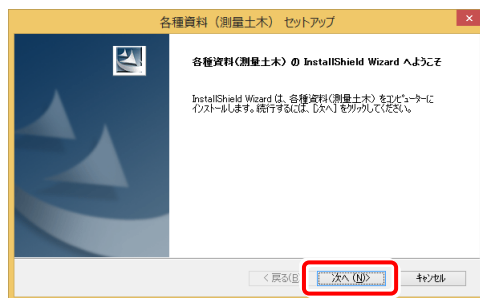 各種資料（測量土木） セットアップ
各種資料(測量土木) の InstallShield Wizard へようこそ
InstallShield Wizard は、各種資料(測量土木) をコンピューターに
インストールします。続行するには、[次へ] をクリックしてください。
< 戻る(B
次へ (N)>
キャンセル